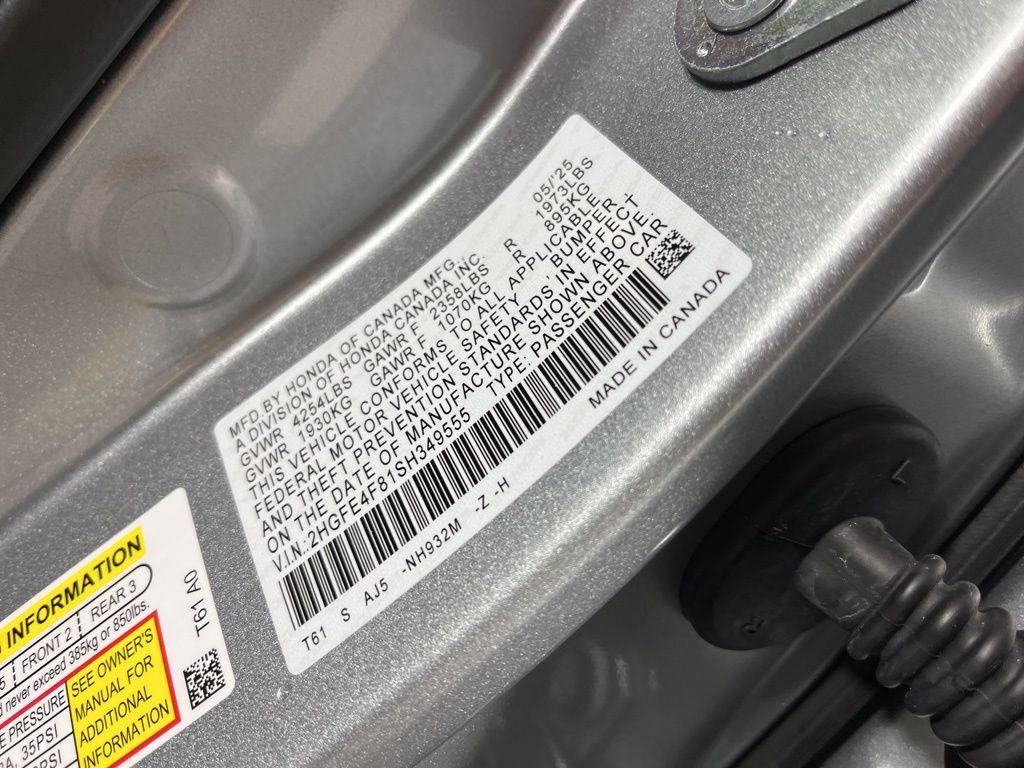 MFD.BY HONDA OF CANADA MFG., 05/'25
A DIVISION OF HONDA CANADA INC.
GVWR 4254LBS GAWR F 2358LBS R 1973LBS
GVWR 1930KG GAWR F 1070KG R 895KG
THIS VEHICLE CONFORMS TO ALL APPLICABLE
FEDERAL MOTOR VEHICLE SAFETY, BUMPER,
AND THEFT PREVENTION STANDARDS IN EFFECT
ON THE DATE OF MANUFACTURE SHOWN ABOVE.
V.I.N.:2HGFE4F81SH349555 TYPE: PASSENGER CAR
T61 S AJ5 -NH932M -Z -H
MADE IN CANADA
INFORMATION
5 FRONT 2 REAR 3
never exceed 385kg or 850lbs.
PRESSURE
35PSI
PSI
SEE OWNER'S
MANUAL FOR
ADDITIONAL
INFORMATION
T61 A0
L